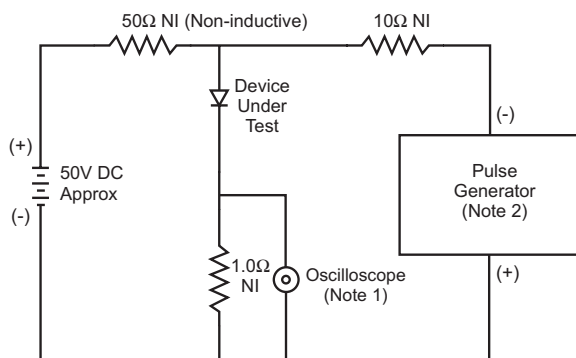 50Ω NI (Non-inductive)
10Ω NI
Device
Under
Test
(-)
(+)
50V DC
Approx
(-)
Pulse
Generator
(Note 2)
1.0Ω
NI
Oscilloscope
(Note 1)
(+)